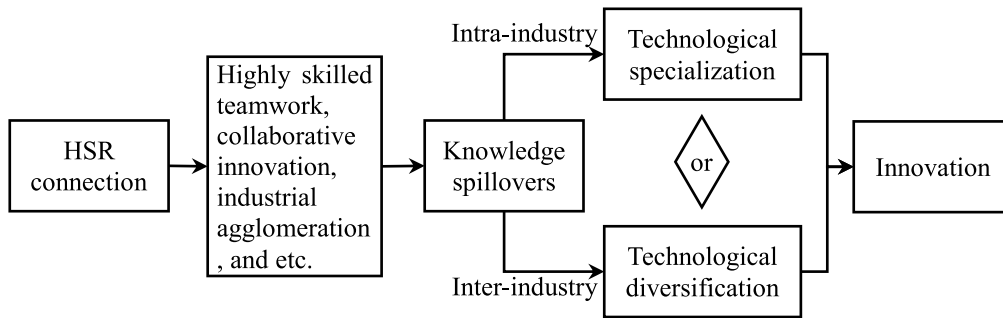 HSR
connection
Highly skilled
teamwork,
collaborative
innovation,
industrial
agglomeration
, and etc.
Knowledge
spillovers
Intra-industry
Technological
specialization
or
Inter-industry
Technological
diversification
Innovation